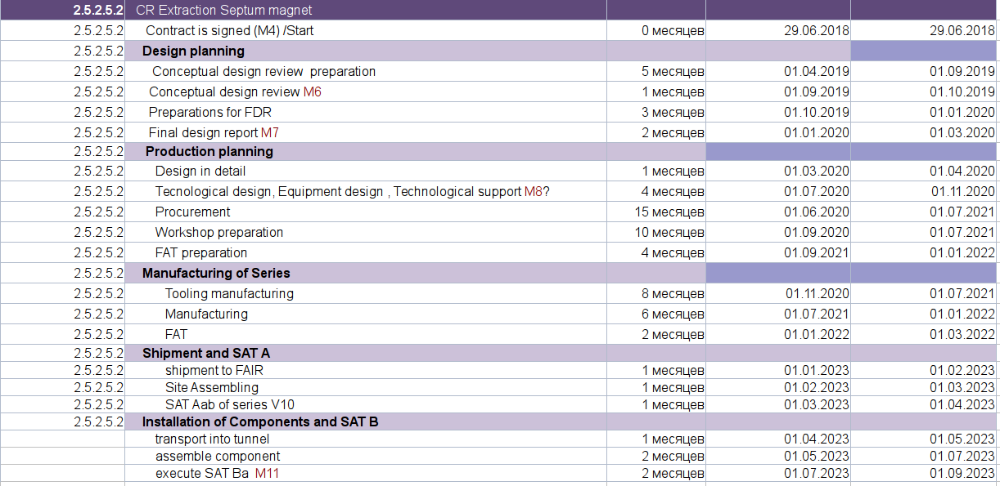 2.5.2.5.2 CR Extraction Septum magnet
2.5.2.5.2 Contract is signed (M4) /Start 0 месяцев 29.06.2018 29.06.2018
2.5.2.5.2 Design planning
2.5.2.5.2 Conceptual design review preparation 5 месяцев 01.04.2019 01.09.2019
2.5.2.5.2 Conceptual design review M6 1 месяцев 01.09.2019 01.10.2019
2.5.2.5.2 Preparations for FDR 3 месяцев 01.10.2019 01.01.2020
2.5.2.5.2 Final design report M7 2 месяцев 01.01.2020 01.03.2020
2.5.2.5.2 Production planning
2.5.2.5.2 Design in detail 1 месяцев 01.03.2020 01.04.2020
2.5.2.5.2 Tecnological design, Equipment design , Technological support M8? 4 месяцев 01.07.2020 01.11.2020
2.5.2.5.2 Procurement 15 месяцев 01.06.2020 01.07.2021
2.5.2.5.2 Workshop preparation 10 месяцев 01.09.2020 01.07.2021
2.5.2.5.2 FAT preparation 4 месяцев 01.09.2021 01.01.2022
2.5.2.5.2 Manufacturing of Series
2.5.2.5.2 Tooling manufacturing 8 месяцев 01.11.2020 01.07.2021
2.5.2.5.2 Manufacturing 6 месяцев 01.07.2021 01.01.2022
2.5.2.5.2 FAT 2 месяцев 01.01.2022 01.03.2022
2.5.2.5.2 Shipment and SAT A
2.5.2.5.2 shipment to FAIR 1 месяцев 01.01.2023 01.02.2023
2.5.2.5.2 Site Assembling 1 месяцев 01.02.2023 01.03.2023
2.5.2.5.2 SAT Aab of series V10 1 месяцев 01.03.2023 01.04.2023
2.5.2.5.2 Installation of Components and SAT B
transport into tunnel 1 месяцев 01.04.2023 01.05.2023
assemble component 2 месяцев 01.05.2023 01.07.2023
execute SAT Ba M11 2 месяцев 01.07.2023 01.09.2023